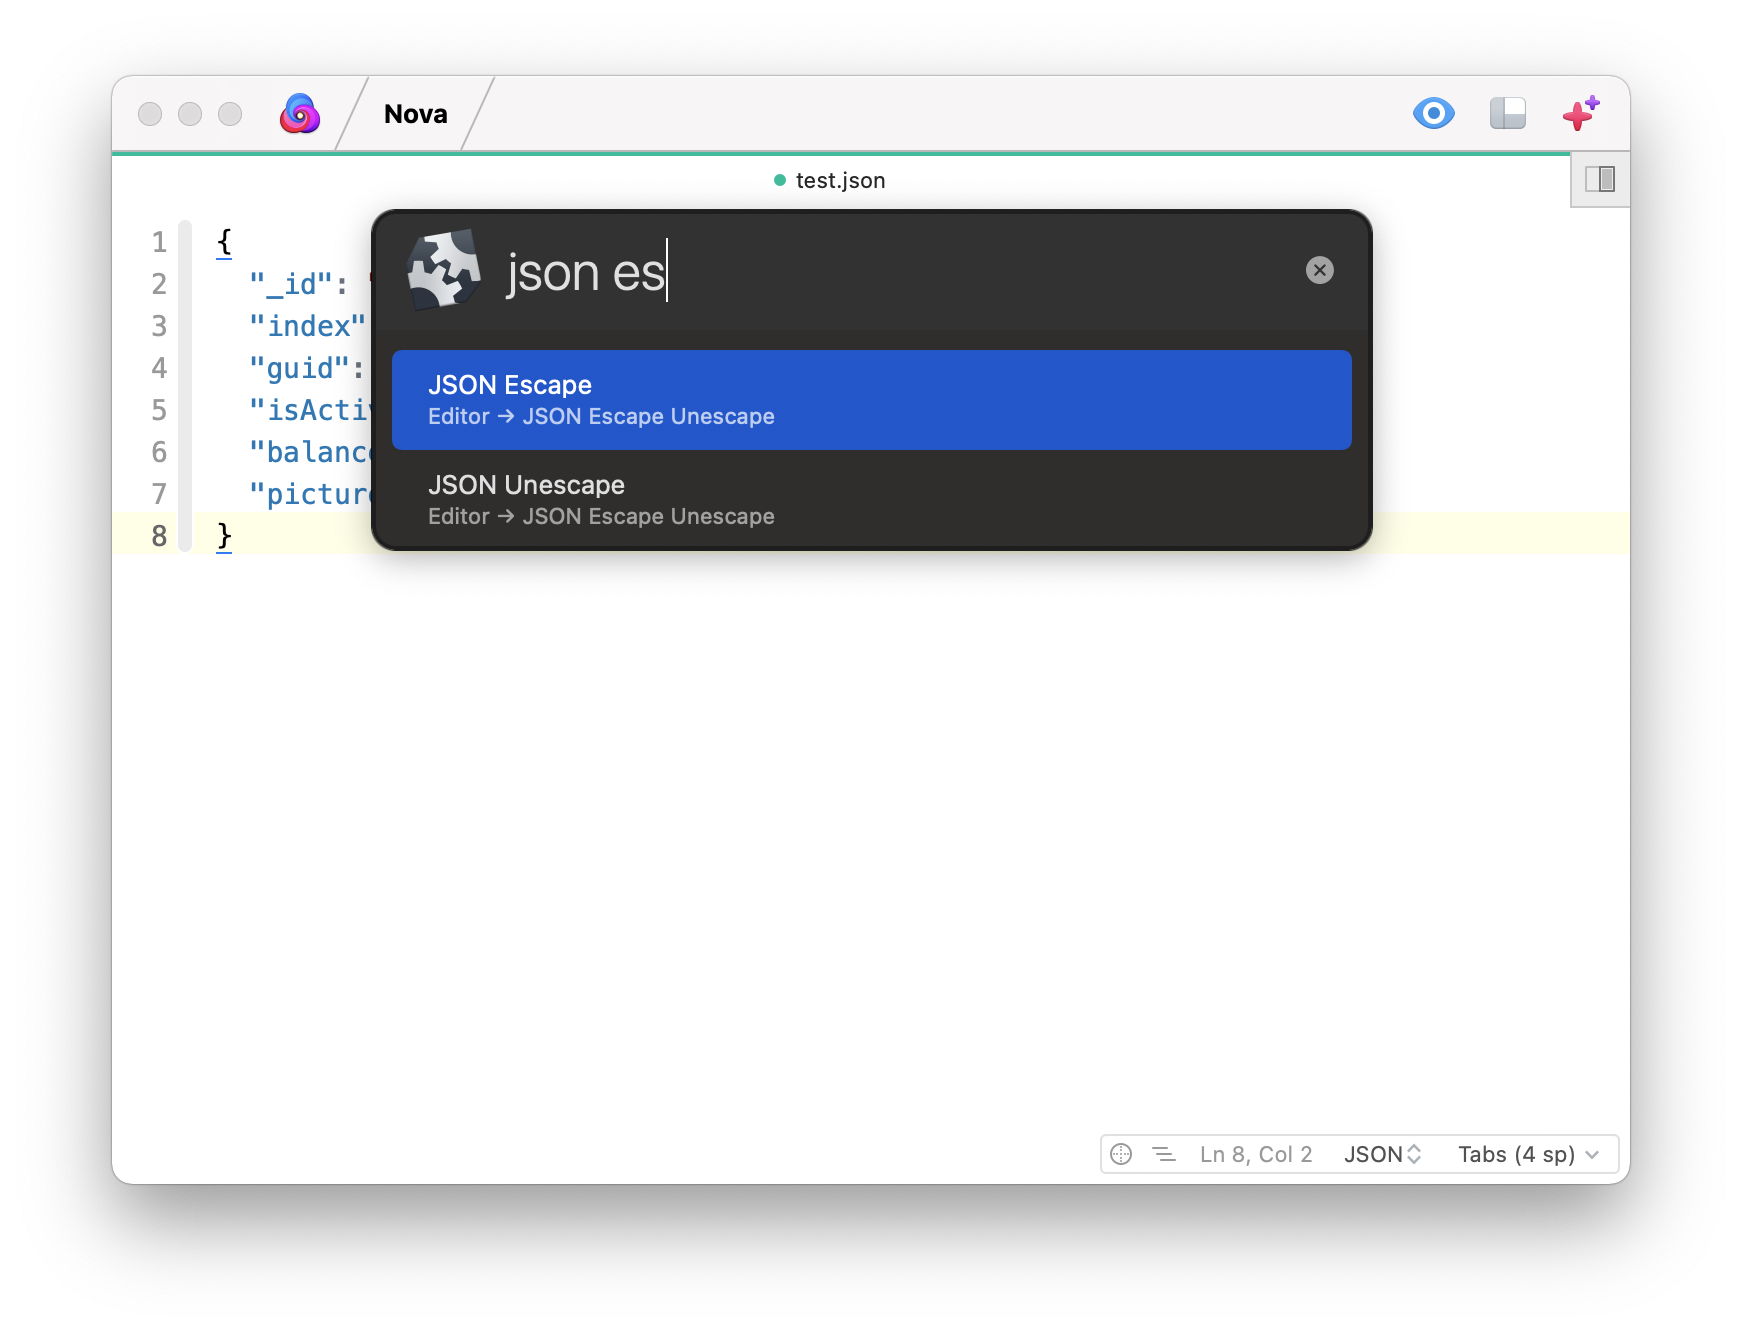 Nova
test.json
json es
JSON Escape
Editor → JSON Escape Unescape
JSON Unescape
Editor → JSON Escape Unescape
1 {
2 "_id": "
3 "index"
4 "guid":
5 "isActiv
6 "balanc
7 "pictur
8 }
Ln 8, Col 2 JSON Tabs (4 sp)